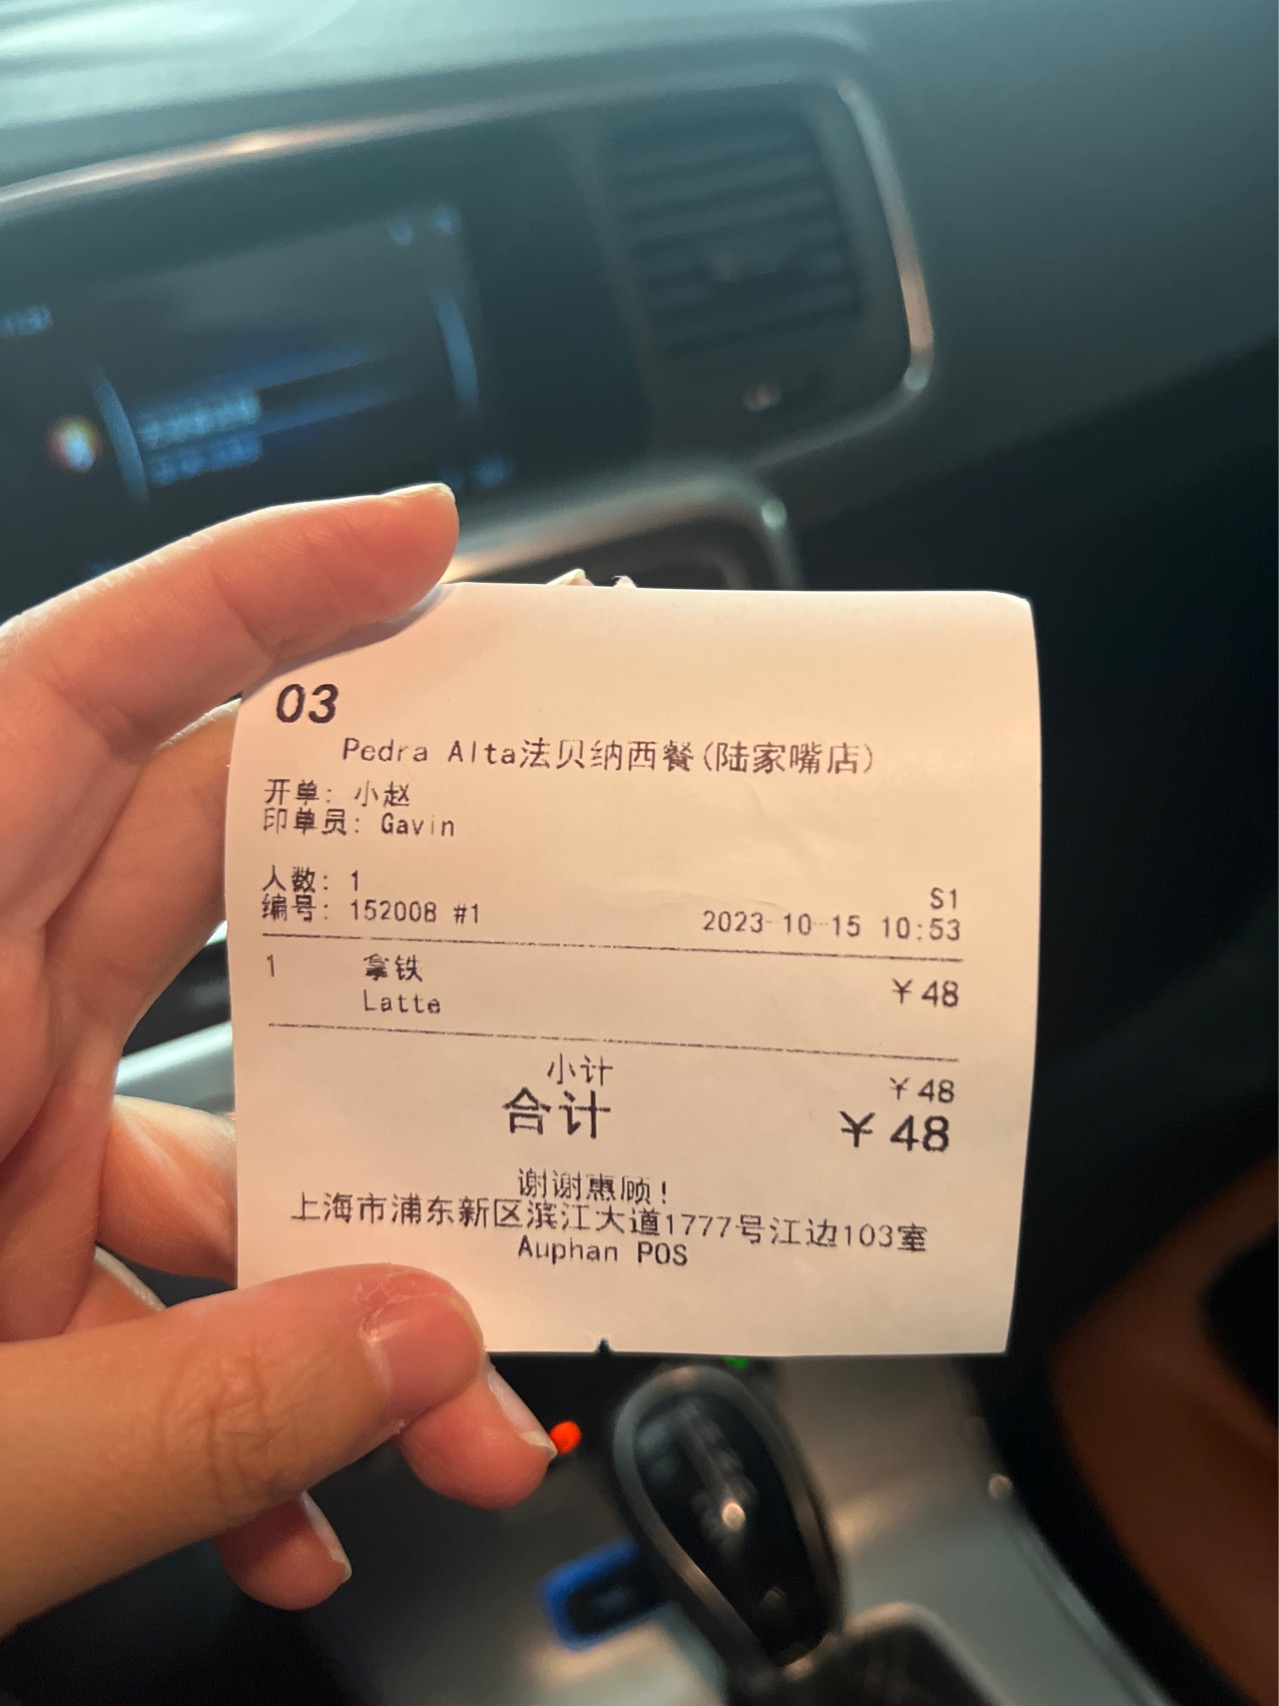 03
Pedra Alta法贝纳西餐(陆家嘴店)
开单: 小赵
印单员: Gavin
人数: 1
S1
编号: 152008 #1 2023-10-15 10:53
1 拿铁 ¥48
Latte
小计 ¥48
合计 ¥48
谢谢惠顾!
上海市浦东新区滨江大道1777号江边103室
Auphan POS